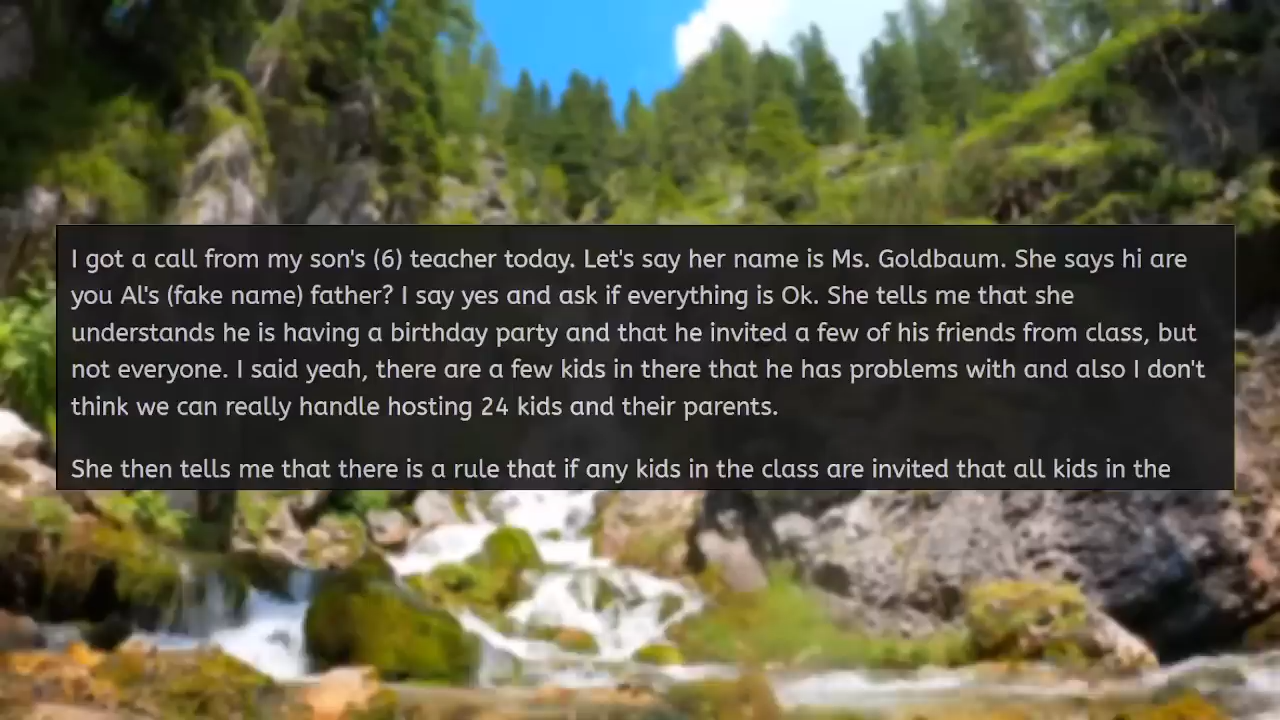 I got a call from my son's (6) teacher today. Let's say her name is Ms. Goldbaum. She says hi are
you Al's (fake name) father? I say yes and ask if everything is Ok. She tells me that she
understands he is having a birthday party and that he invited a few of his friends from class, but
not everyone. I said yeah, there are a few kids in there that he has problems with and also I don't
think we can really handle hosting 24 kids and their parents.
She then tells me that there is a rule that if any kids in the class are invited that all kids in the